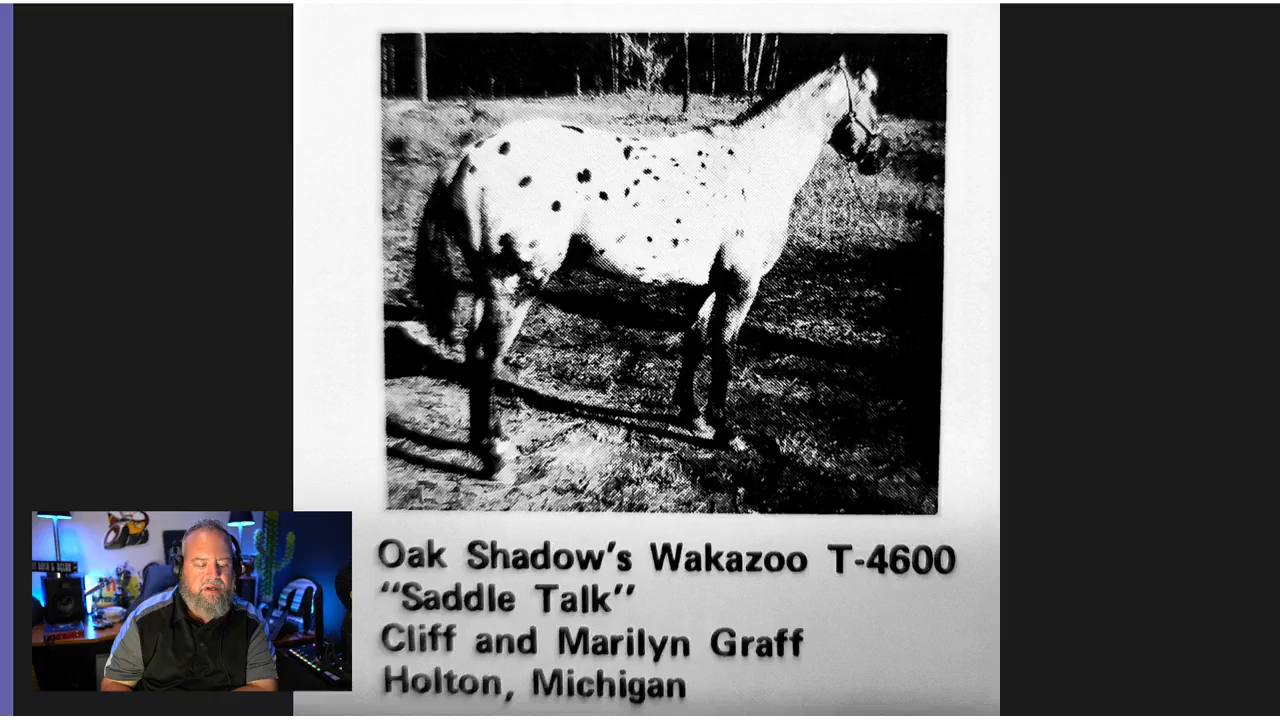 Oak Shadow's Wakazoo T-4600
"Saddle Talk"
Cliff and Marilyn Graff
Holton, Michigan